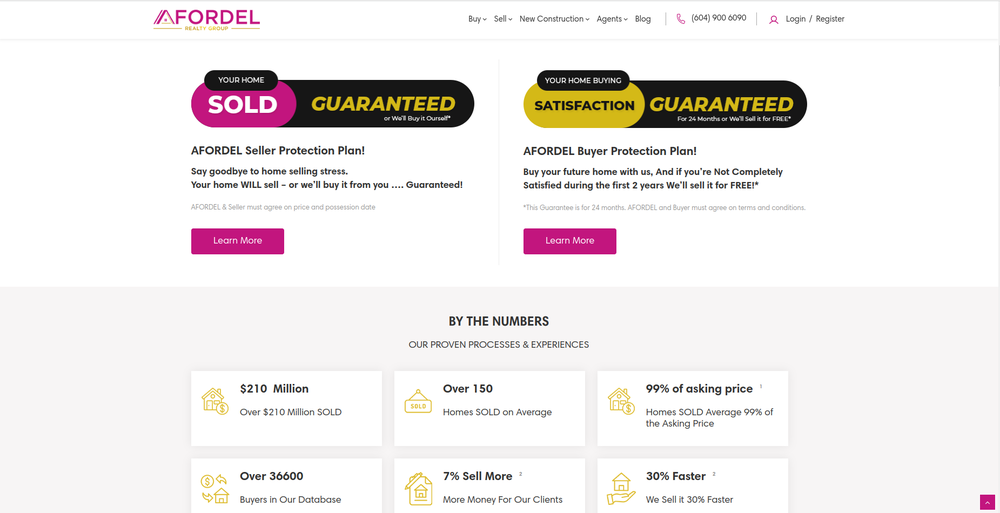 AFORDEL
REALTY GROUP
Buy Sell New Construction Agents Blog (604) 900 6090 Login / Register
YOUR HOME
SOLD GUARANTEED
or We'll Buy it Ourself*
AFORDEL Seller Protection Plan!
Say goodbye to home selling stress.
Your home WILL sell – or we'll buy it from you .... Guaranteed!
AFORDEL & Seller must agree on price and possession date
Learn More
YOUR HOME BUYING
SATISFACTION GUARANTEED
For 24 Months or We'll Sell it for FREE*
AFORDEL Buyer Protection Plan!
Buy your future home with us, And if you're Not Completely
Satisfied during the first 2 years We'll sell it for FREE!*
*This Guarantee is for 24 months. AFORDEL and Buyer must agree on terms and conditions.
Learn More
BY THE NUMBERS
OUR PROVEN PROCESSES & EXPERIENCES
$210 Million
Over $210 Million SOLD
SOLD
Over 150
Homes SOLD on Average
99% of asking price 1
Homes SOLD Average 99% of
the Asking Price
Over 36600
Buyers in Our Database
7% Sell More 2
More Money For Our Clients
30% Faster 2
We Sell it 30% Faster